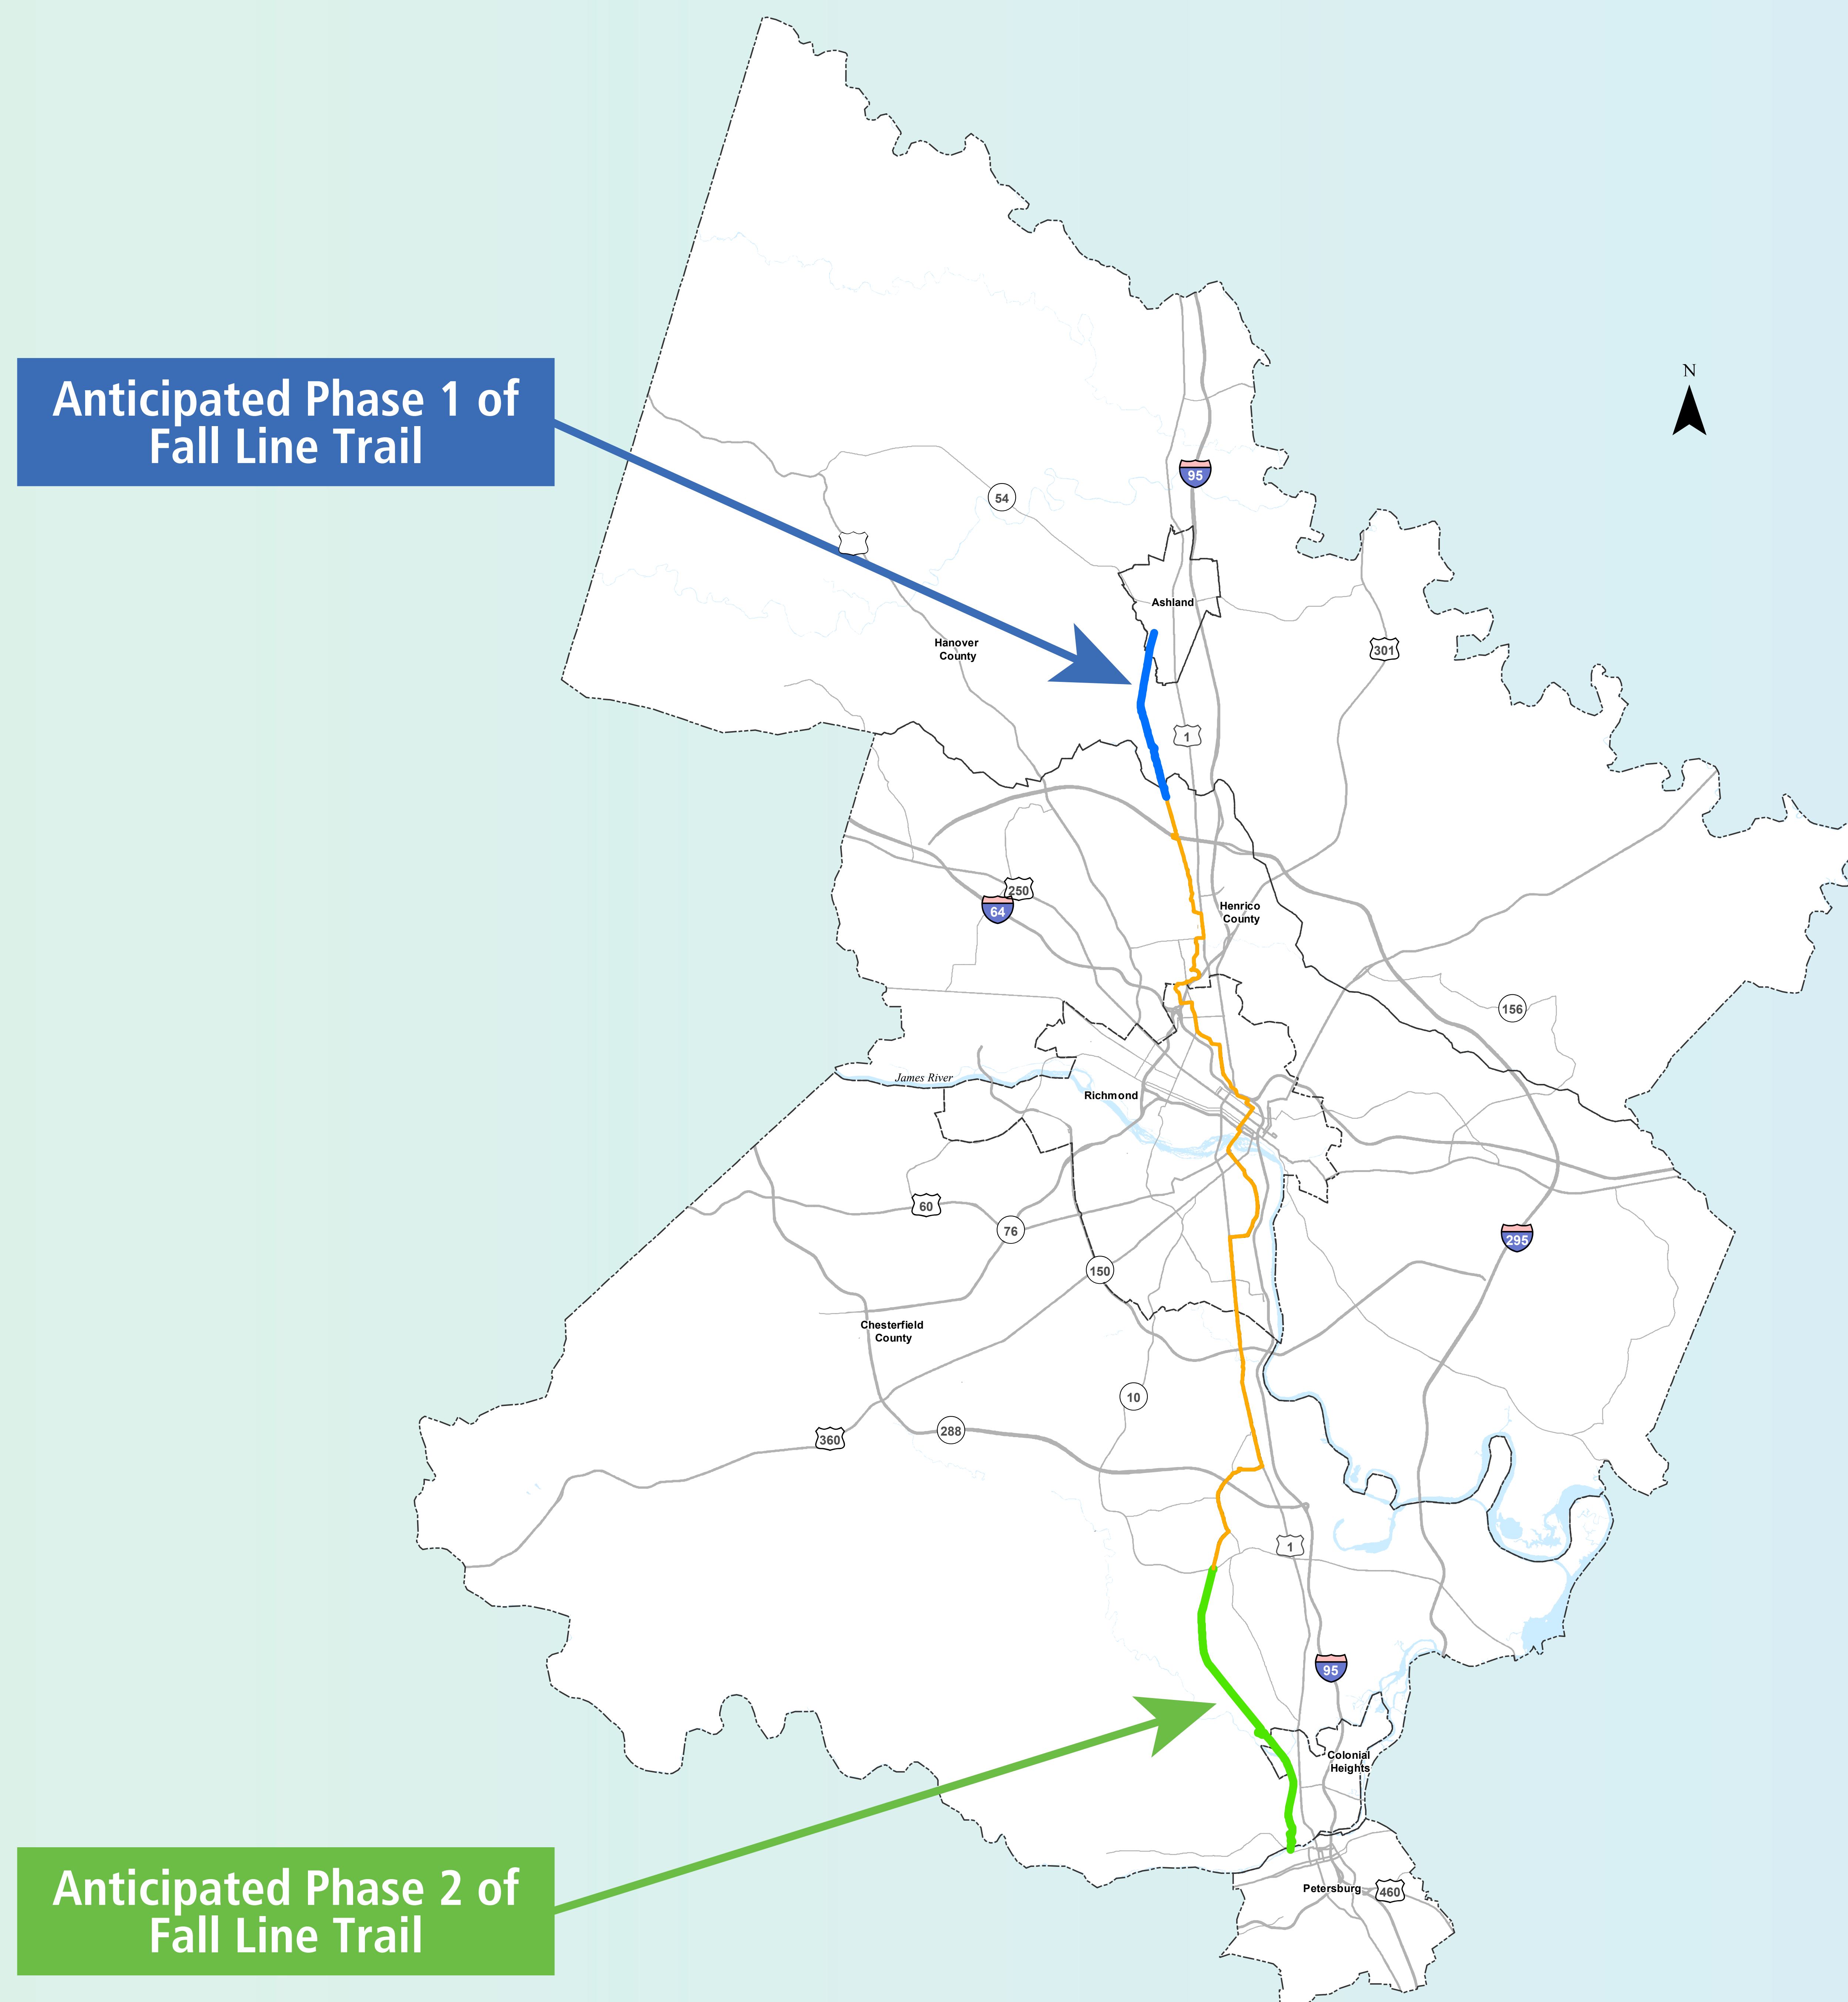 N
Anticipated Phase 1 of
Fall Line Trail
95
54
Ashland
Hanover
County
301
1
250
64
Henrico
County
156
James River
Richmond
60
76
295
150
Chesterfield
County
10
288
360
1
95
Colonial
Heights
Anticipated Phase 2 of
Fall Line Trail
Petersburg
460